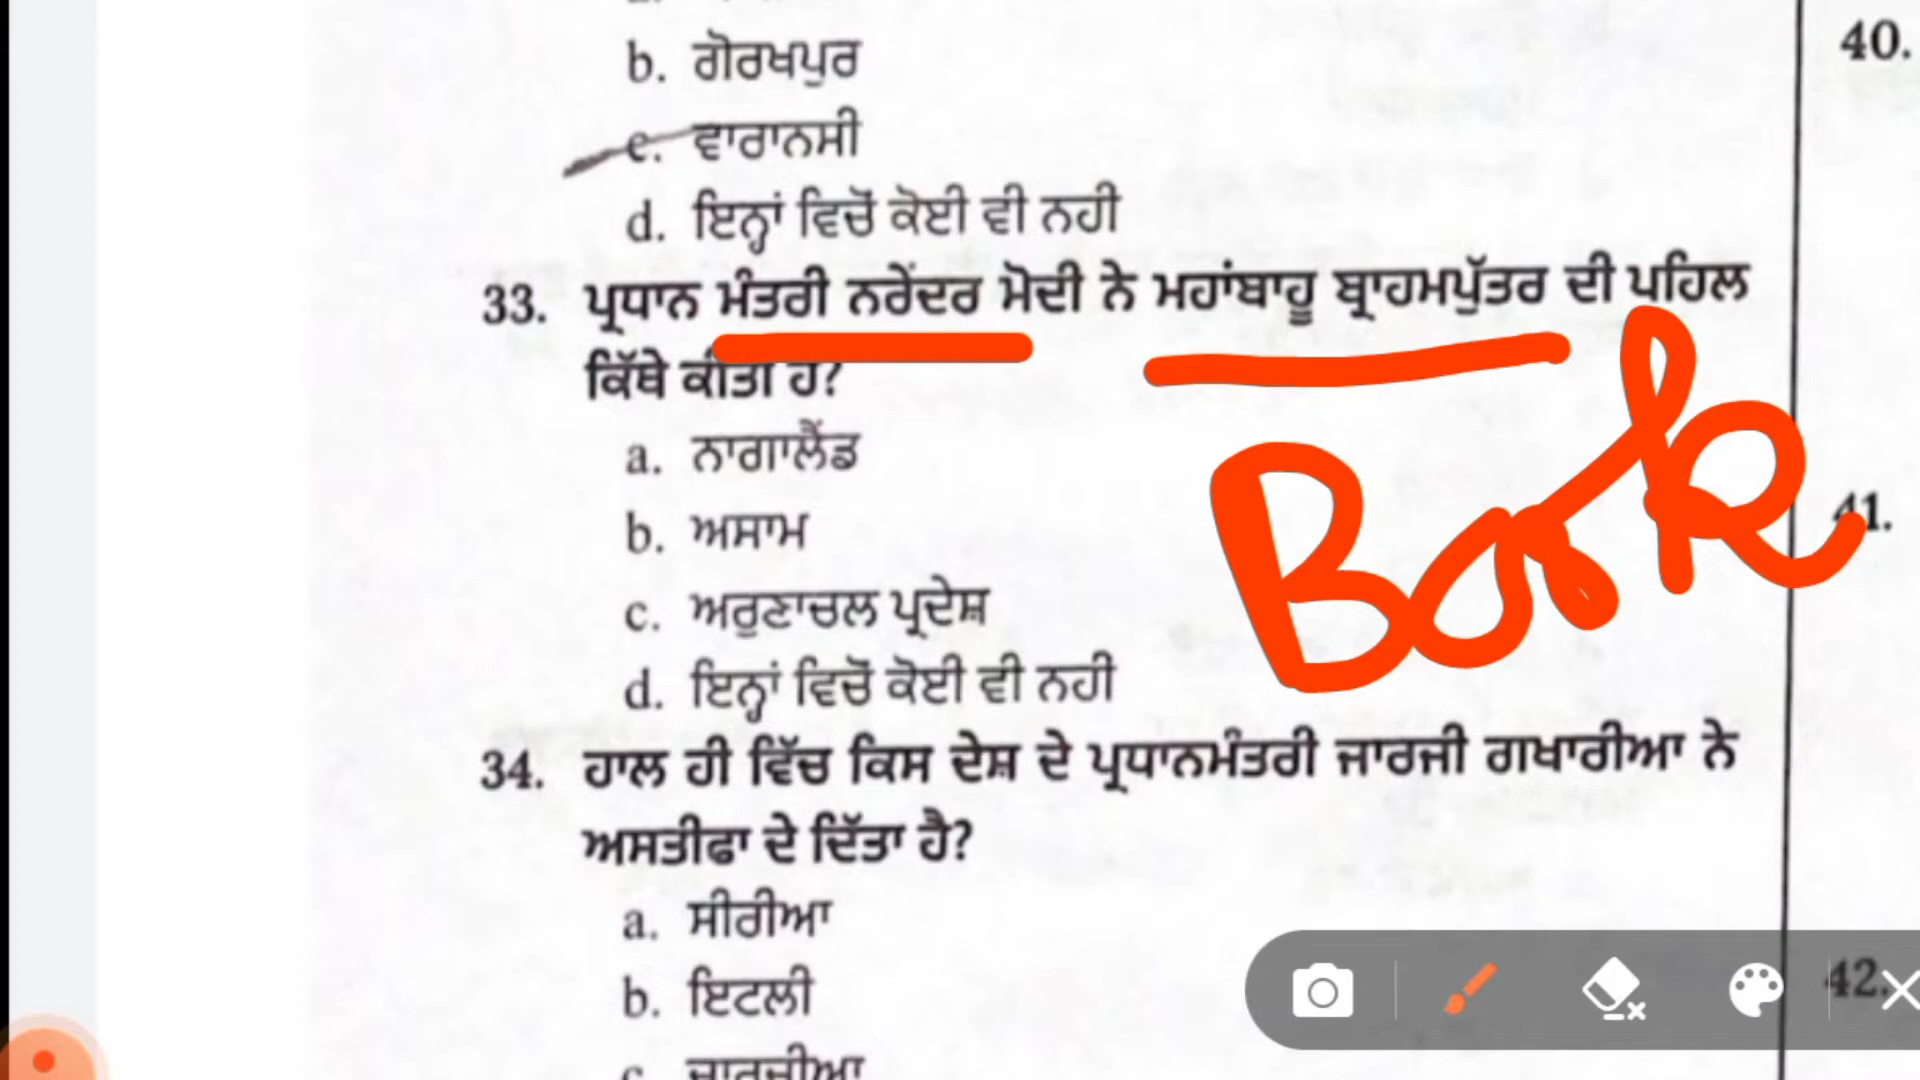 b. ਗੋਰਖਪੁਰ
c. ਵਾਰਾਨਸੀ
d. ਇਨ੍ਹਾਂ ਵਿਚੋਂ ਕੋਈ ਵੀ ਨਹੀ
33. ਪ੍ਰਧਾਨ ਮੰਤਰੀ ਨਰੇਂਦਰ ਮੋਦੀ ਨੇ ਮਹਾਂਬਾਹੂ ਬ੍ਰਾਹਮਪੁੱਤਰ ਦੀ ਪਹਿਲ
ਕਿੱਥੇ ਕੀਤੀ ਹੈ?
a. ਨਾਗਾਲੈਂਡ
b. ਅਸਾਮ
c. ਅਰੁਣਾਚਲ ਪ੍ਰਦੇਸ਼
d. ਇਨ੍ਹਾਂ ਵਿਚੋਂ ਕੋਈ ਵੀ ਨਹੀ
34. ਹਾਲ ਹੀ ਵਿੱਚ ਕਿਸ ਦੇਸ਼ ਦੇ ਪ੍ਰਧਾਨਮੰਤਰੀ ਜਾਰਜੀ ਗਖਾਰੀਆ ਨੇ
ਅਸਤੀਫਾ ਦੇ ਦਿੱਤਾ ਹੈ?
a. ਸੀਰੀਆ
b. ਇਟਲੀ
c. ਜਾਰਜੀਆ
40.
41.
42.